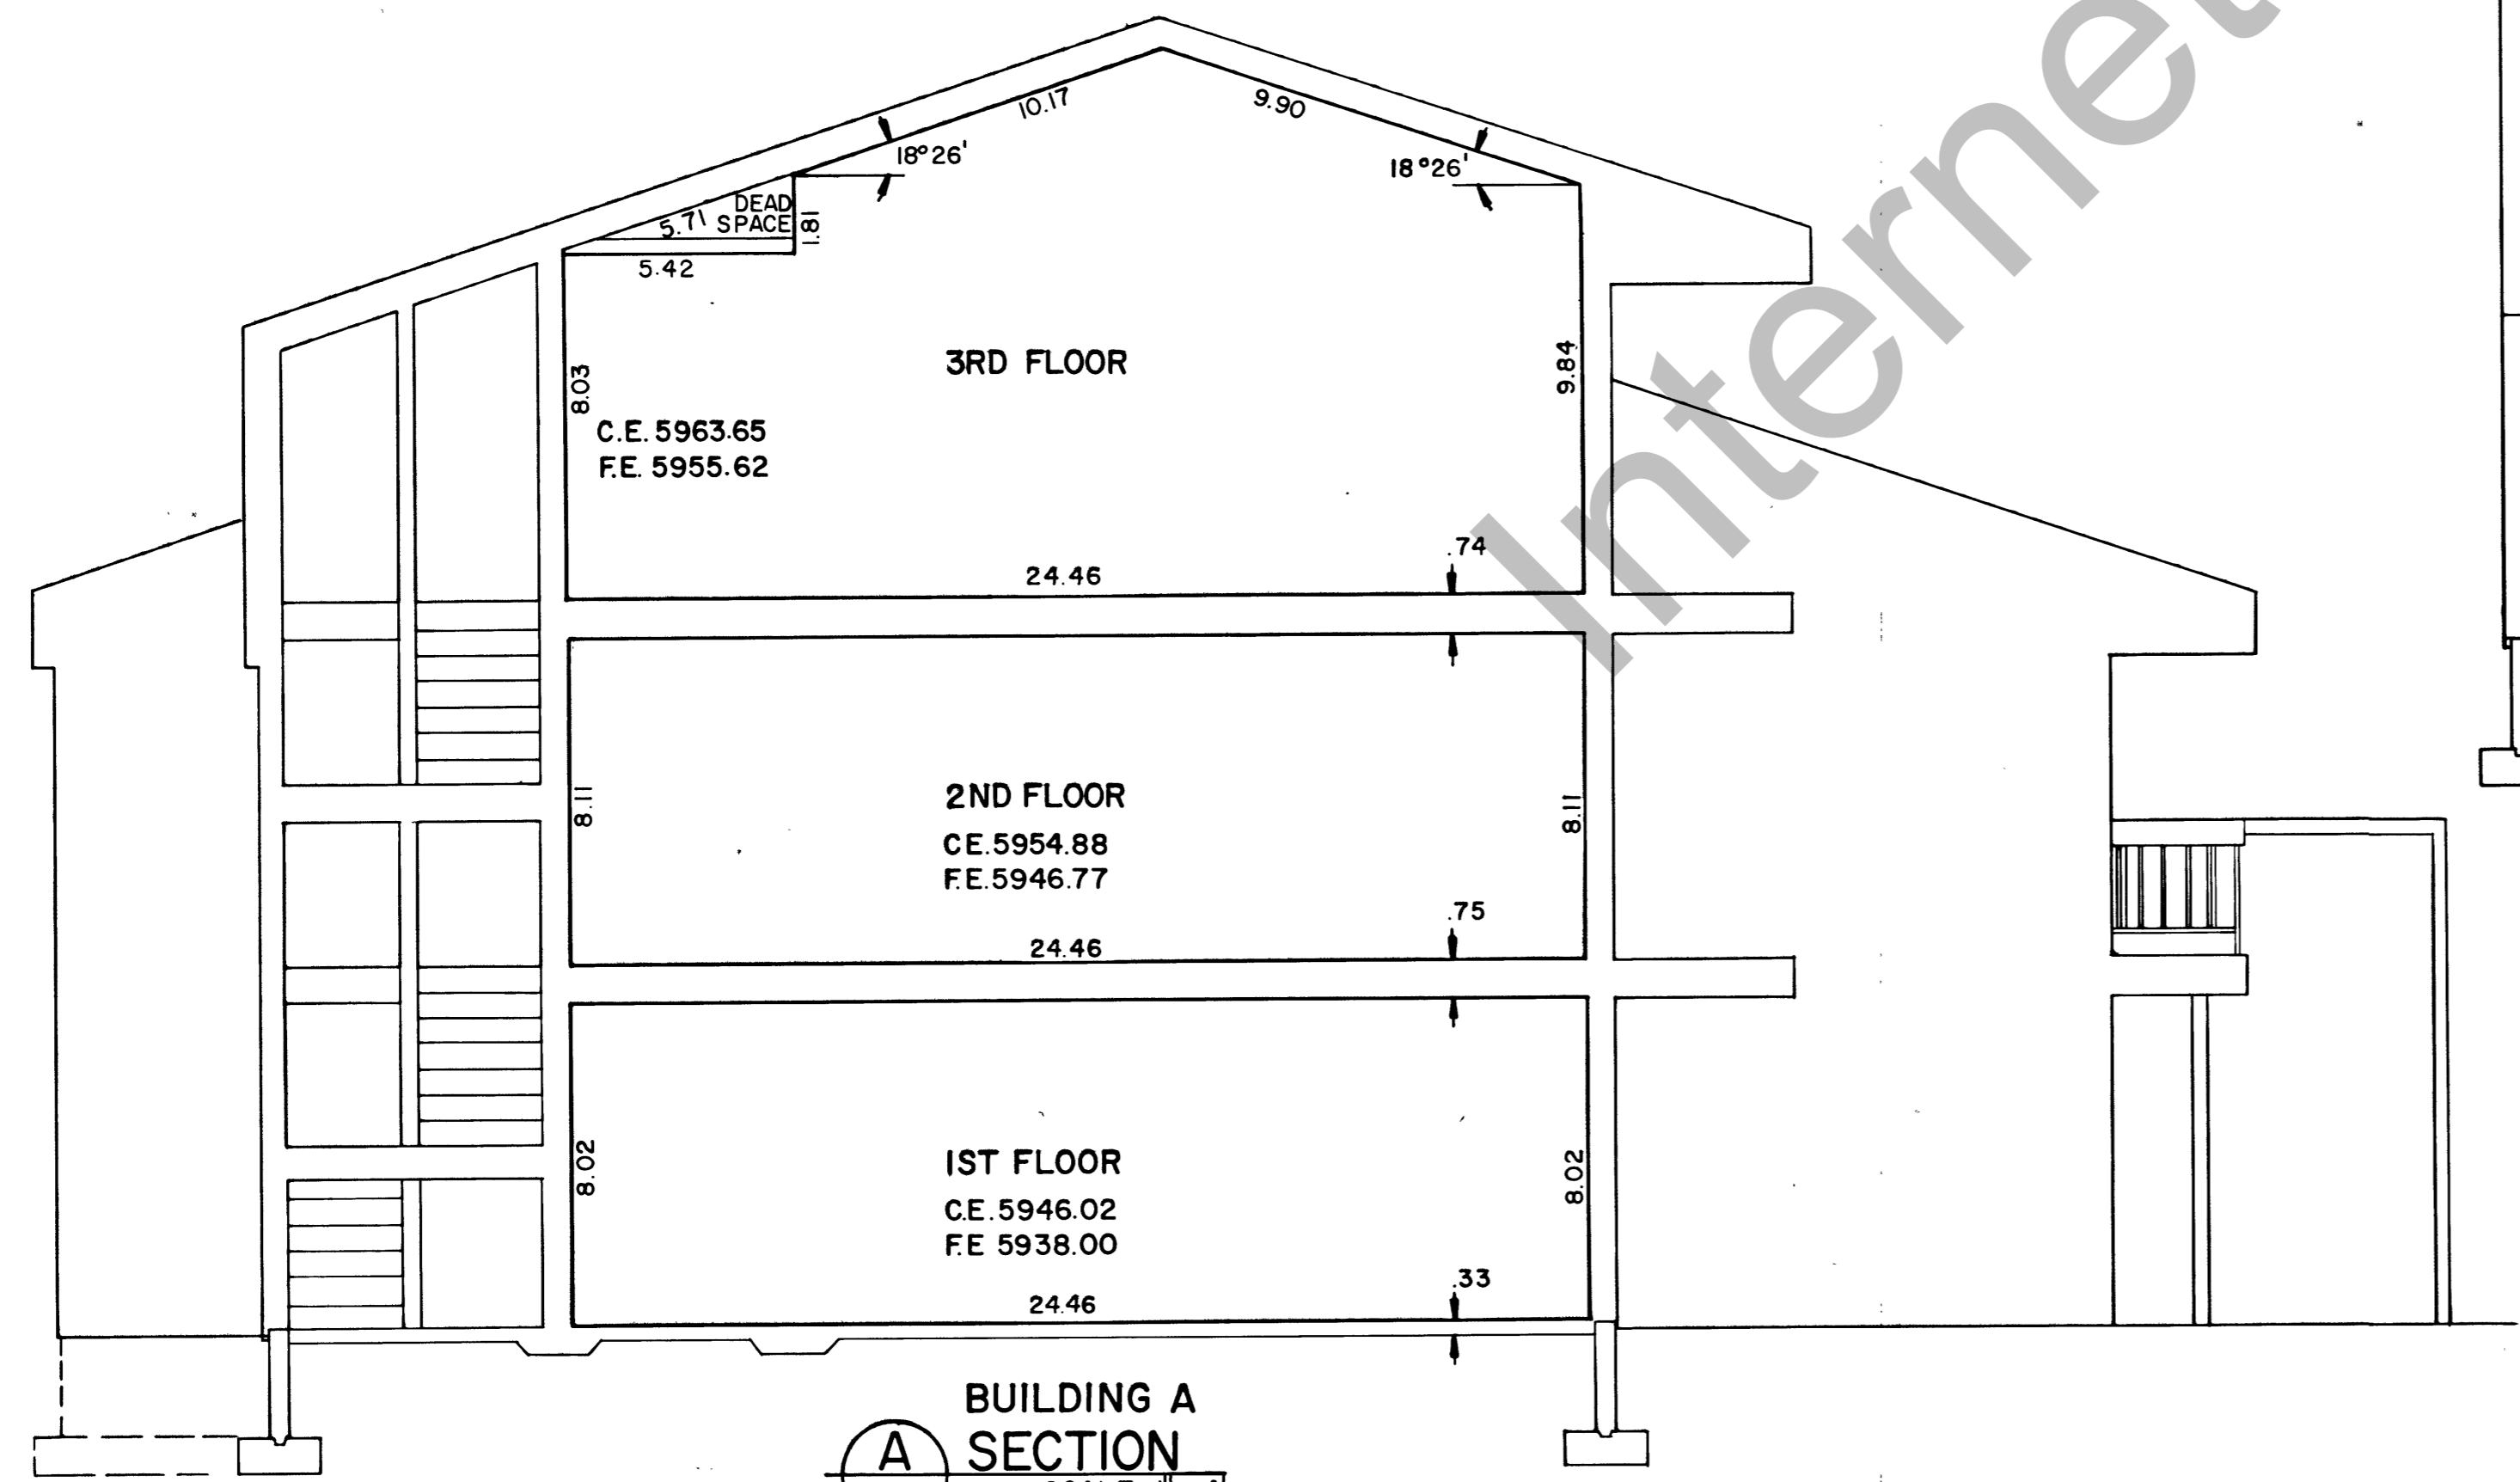 10.17
9.90
18°26'
18°26'
DEAD
SPACE
5.71
1.81
5.42
3RD FLOOR
8.03
9.84
C.E. 5963.65
F.E. 5955.62
.74
24.46
2ND FLOOR
8.11
8.11
C.E. 5954.88
F.E. 5946.77
.75
24.46
1ST FLOOR
8.02
8.02
C.E. 5946.02
F.E 5938.00
.33
24.46
BUILDING A
A SECTION
Internet